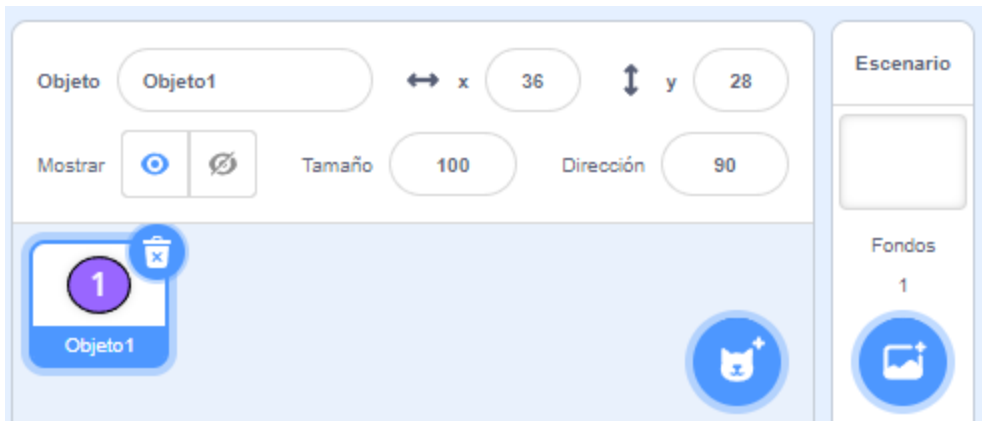 Objeto Objeto1 x 36 y 28
Mostrar Tamaño 100 Dirección 90
1
Objeto1
Escenario
Fondos
1